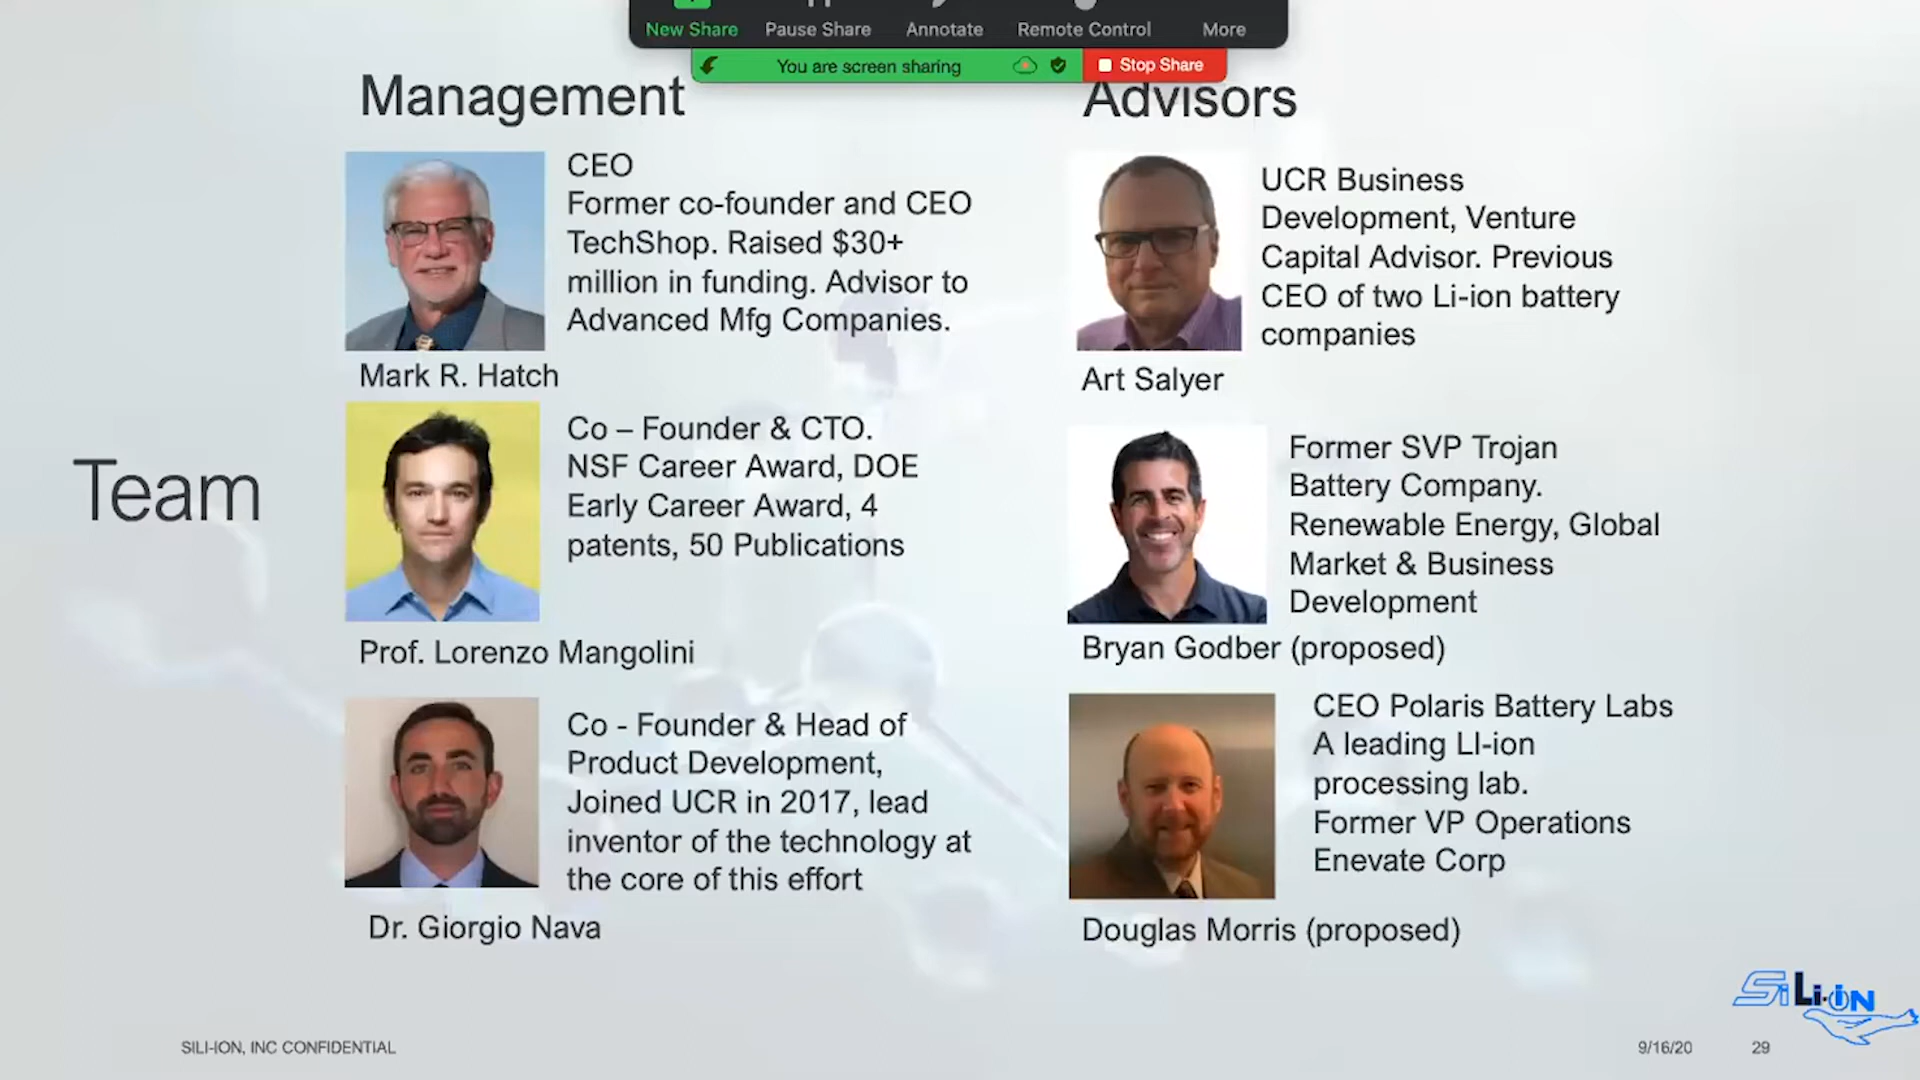 New Share
Pause Share
Annotate
Remote Control
More
You are screen sharing
Stop Share
Team
Management
CEO
Former co-founder and CEO
TechShop. Raised $30+
million in funding. Advisor to
Advanced Mfg Companies.
Mark R. Hatch
Co – Founder & CTO.
NSF Career Award, DOE
Early Career Award, 4
patents, 50 Publications
Prof. Lorenzo Mangolini
Co - Founder & Head of
Product Development,
Joined UCR in 2017, lead
inventor of the technology at
the core of this effort
Dr. Giorgio Nava
Advisors
UCR Business
Development, Venture
Capital Advisor. Previous
CEO of two Li-ion battery
companies
Art Salyer
Former SVP Trojan
Battery Company.
Renewable Energy, Global
Market & Business
Development
Bryan Godber (proposed)
CEO Polaris Battery Labs
A leading LI-ion
processing lab.
Former VP Operations
Enevate Corp
Douglas Morris (proposed)
SiLi-iON
SILI-ION, INC CONFIDENTIAL
9/16/20
29